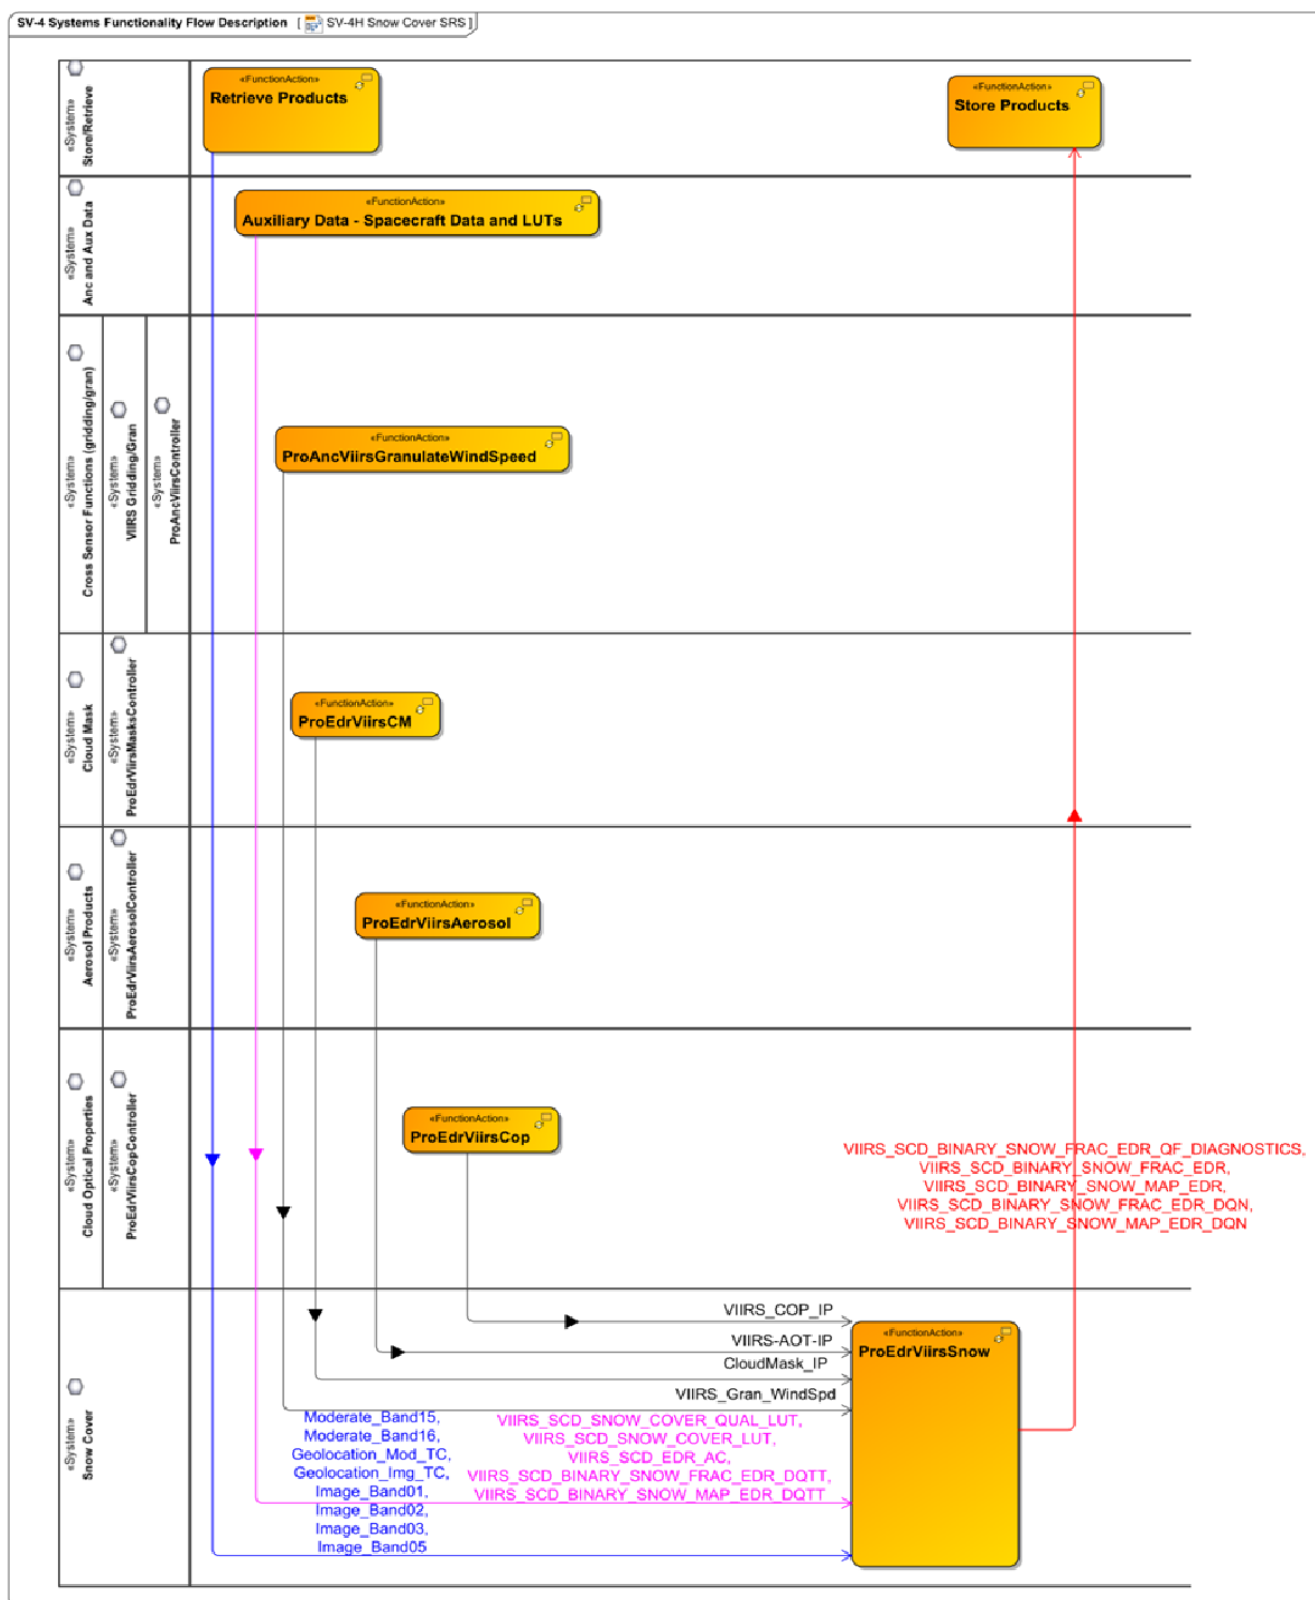 SV-4 Systems Functionality Flow Description [ SV-4H Snow Cover SRS ]
«System»
Store/Retrieve
«FunctionAction»
Retrieve Products
«FunctionAction»
Store Products
«System»
Anc and Aux Data
«FunctionAction»
Auxiliary Data - Spacecraft Data and LUTs
«System»
Cross Sensor Functions (gridding/gran)
«System»
VIIRS Gridding/Gran
«System»
ProAncViirsController
«FunctionAction»
ProAncViirsGranulateWindSpeed
«System»
Cloud Mask
«System»
ProEdrViirsMasksController
«FunctionAction»
ProEdrViirsCM
«System»
Aerosol Products
«System»
ProEdrViirsAerosolController
«FunctionAction»
ProEdrViirsAerosol
«System»
Cloud Optical Properties
«System»
ProEdrViirsCopController
«FunctionAction»
ProEdrViirsCop
VIIRS_SCD_BINARY_SNOW_FRAC_EDR_QF_DIAGNOSTICS,
VIIRS_SCD_BINARY_SNOW_FRAC_EDR,
VIIRS_SCD_BINARY_SNOW_MAP_EDR,
VIIRS_SCD_BINARY_SNOW_FRAC_EDR_DQN,
VIIRS_SCD_BINARY_SNOW_MAP_EDR_DQN
«System»
Snow Cover
VIIRS_COP_IP
VIIRS-AOT-IP
CloudMask_IP
VIIRS_Gran_WindSpd
«FunctionAction»
ProEdrViirsSnow
Moderate_Band15,
Moderate_Band16,
Geolocation_Mod_TC,
Geolocation_Img_TC,
Image_Band01,
Image_Band02,
Image_Band03,
Image_Band05
VIIRS_SCD_SNOW_COVER_QUAL_LUT,
VIIRS_SCD_SNOW_COVER_LUT,
VIIRS_SCD_EDR_AC,
VIIRS_SCD_BINARY_SNOW_FRAC_EDR_DQTT,
VIIRS_SCD_BINARY_SNOW_MAP_EDR_DQTT